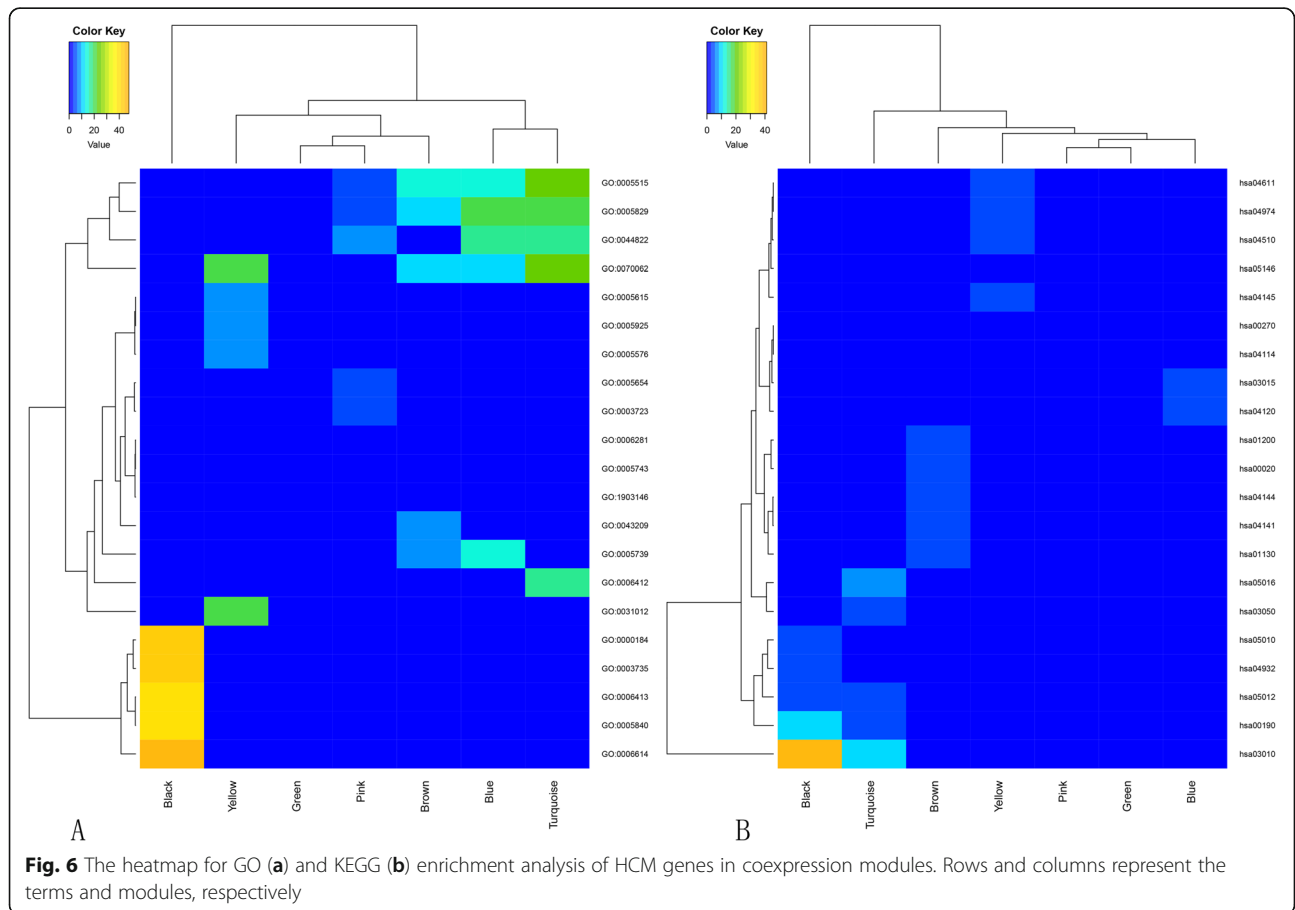 Color Key
0 20 40
Value
GO:0005515
GO:0005829
GO:0044822
GO:0070062
GO:0005615
GO:0005925
GO:0005576
GO:0005654
GO:0003723
GO:0006281
GO:0005743
GO:1903146
GO:0043209
GO:0005739
GO:0006412
GO:0031012
GO:0000184
GO:0003735
GO:0006413
GO:0005840
GO:0006614
Black
Yellow
Green
Pink
Brown
Blue
Turquoise
A
Color Key
0 20 40
Value
hsa04611
hsa04974
hsa04510
hsa05146
hsa04145
hsa00270
hsa04114
hsa03015
hsa04120
hsa01200
hsa00020
hsa04144
hsa04141
hsa01130
hsa05016
hsa03050
hsa05010
hsa04932
hsa05012
hsa00190
hsa03010
Black
Turquoise
Brown
Yellow
Pink
Green
Blue
B
Fig. 6 The heatmap for GO (a) and KEGG (b) enrichment analysis of HCM genes in coexpression modules. Rows and columns represent the
terms and modules, respectively